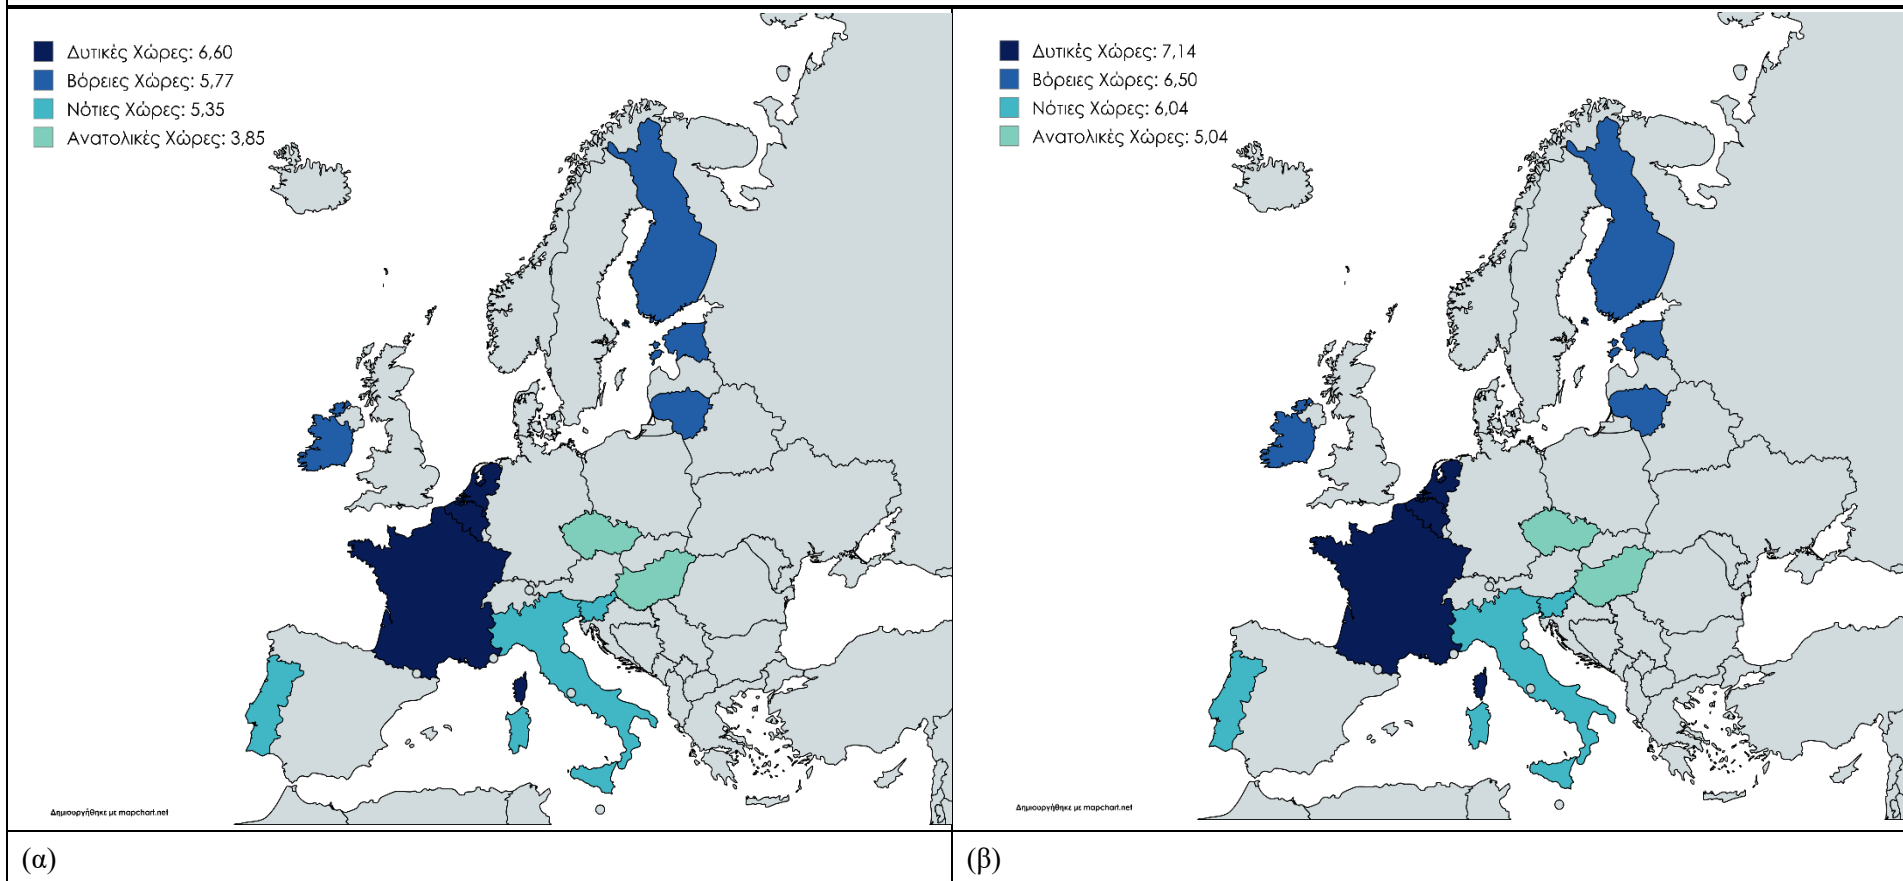 Δυτικές Χώρες: 6,60
Βόρειες Χώρες: 5,77
Νότιες Χώρες: 5,35
Ανατολικές Χώρες: 3,85
Δημιουργήθηκε με mapchart.net
(α)
Δυτικές Χώρες: 7,14
Βόρειες Χώρες: 6,50
Νότιες Χώρες: 6,04
Ανατολικές Χώρες: 5,04
Δημιουργήθηκε με mapchart.net
(β)